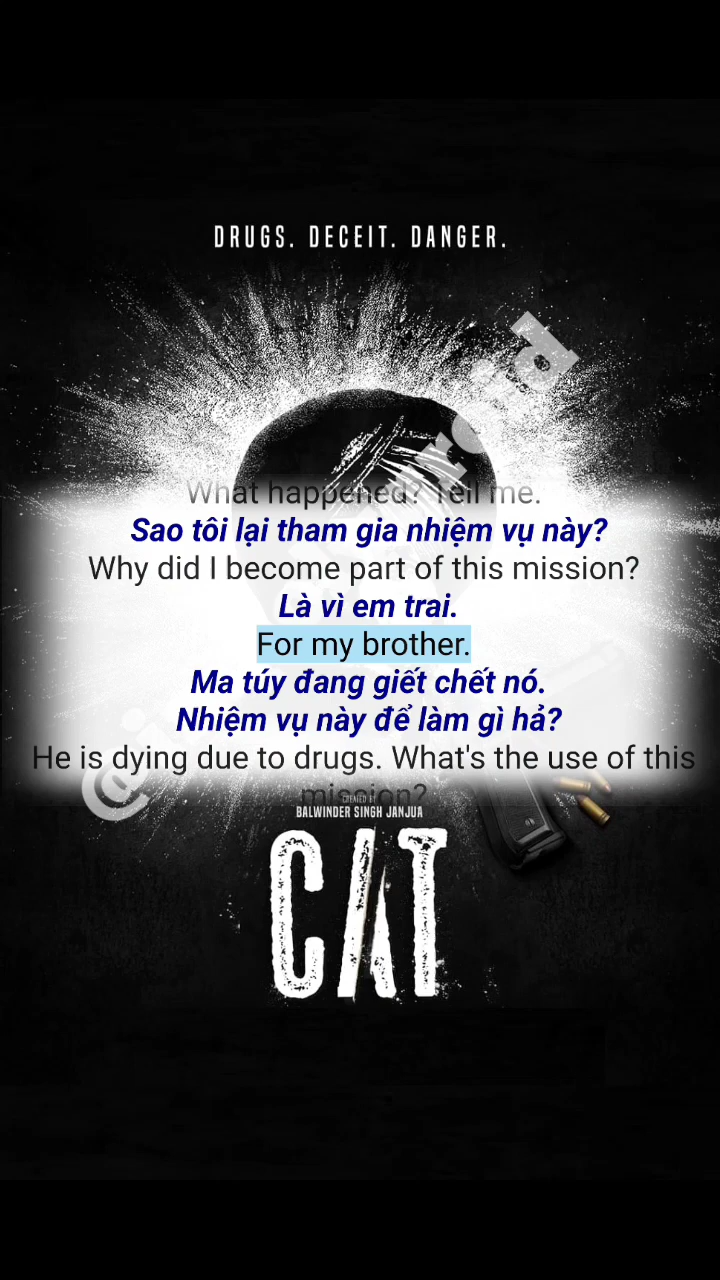 DRUGS. DECEIT. DANGER.
What happened? Tell me.
Sao tôi lại tham gia nhiệm vụ này?
Why did I become part of this mission?
Là vì em trai.
For my brother.
Ma túy đang giết chết nó.
Nhiệm vụ này để làm gì hả?
He is dying due to drugs. What's the use of this
mission?
CREATED BY
BALWINDER SINGH JANJUA
CAT